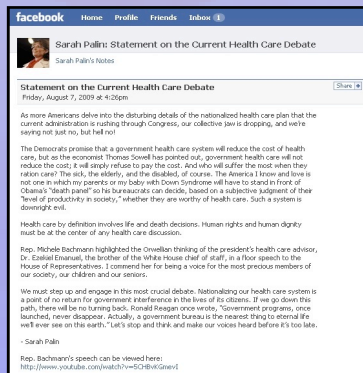 facebook Home Profile Friends Inbox 1
Sarah Palin: Statement on the Current Health Care Debate
Sarah Palin's Notes
Statement on the Current Health Care Debate
Share +
Friday, August 7, 2009 at 4:26pm
As more Americans delve into the disturbing details of the nationalized health care plan that the
current administration is rushing through Congress, our collective jaw is dropping, and we're
saying not just no, but hell no!
The Democrats promise that a government health care system will reduce the cost of health
care, but as the economist Thomas Sowell has pointed out, government health care will not
reduce the cost; it will simply refuse to pay the cost. And who will suffer the most when they
ration care? The sick, the elderly, and the disabled, of course. The America I know and love is
not one in which my parents or my baby with Down Syndrome will have to stand in front of
Obama's "death panel" so his bureaucrats can decide, based on a subjective judgment of their
"level of productivity in society," whether they are worthy of health care. Such a system is
downright evil.
Health care by definition involves life and death decisions. Human rights and human dignity
must be at the center of any health care discussion.
Rep. Michele Bachmann highlighted the Orwellian thinking of the president's health care advisor,
Dr. Ezekiel Emanuel, the brother of the White House chief of staff, in a floor speech to the
House of Representatives. I commend her for being a voice for the most precious members of
our society, our children and our seniors.
We must step up and engage in this most crucial debate. Nationalizing our health care system is
a point of no return for government interference in the lives of its citizens. If we go down this
path, there will be no turning back. Ronald Reagan once wrote, "Government programs, once
launched, never disappear. Actually, a government bureau is the nearest thing to eternal life
we'll ever see on this earth." Let's stop and think and make our voices heard before it's too late.
- Sarah Palin
Rep. Bachmann's speech can be viewed here: